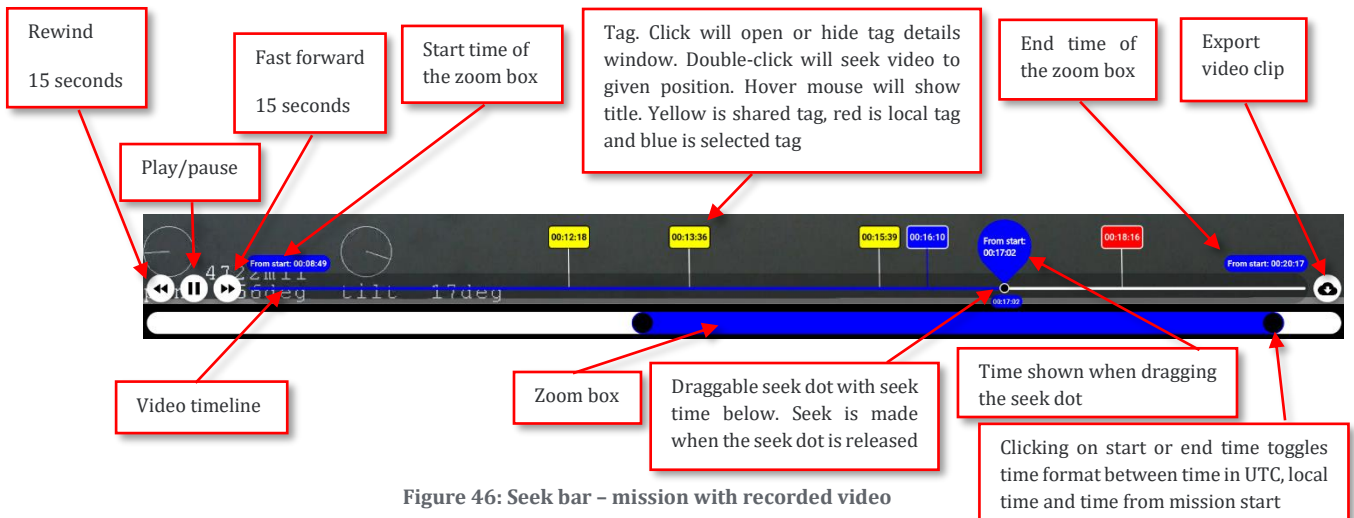 Rewind
15 seconds
Fast forward
15 seconds
Start time of
the zoom box
Tag. Click will open or hide tag details
window. Double-click will seek video to
given position. Hover mouse will show
title. Yellow is shared tag, red is local tag
and blue is selected tag
End time of
the zoom box
Export
video clip
Play/pause
00:12:18
00:13:36
00:15:39
00:16:10
From start:
00:17:02
00:18:16
From start: 00:08:49
From start: 00:20:17
tilt 17deg
00:17:02
Video timeline
Zoom box
Draggable seek dot with seek
time below. Seek is made
when the seek dot is released
Time shown when dragging
the seek dot
Clicking on start or end time toggles
time format between time in UTC, local
time and time from mission start
Figure 46: Seek bar – mission with recorded video